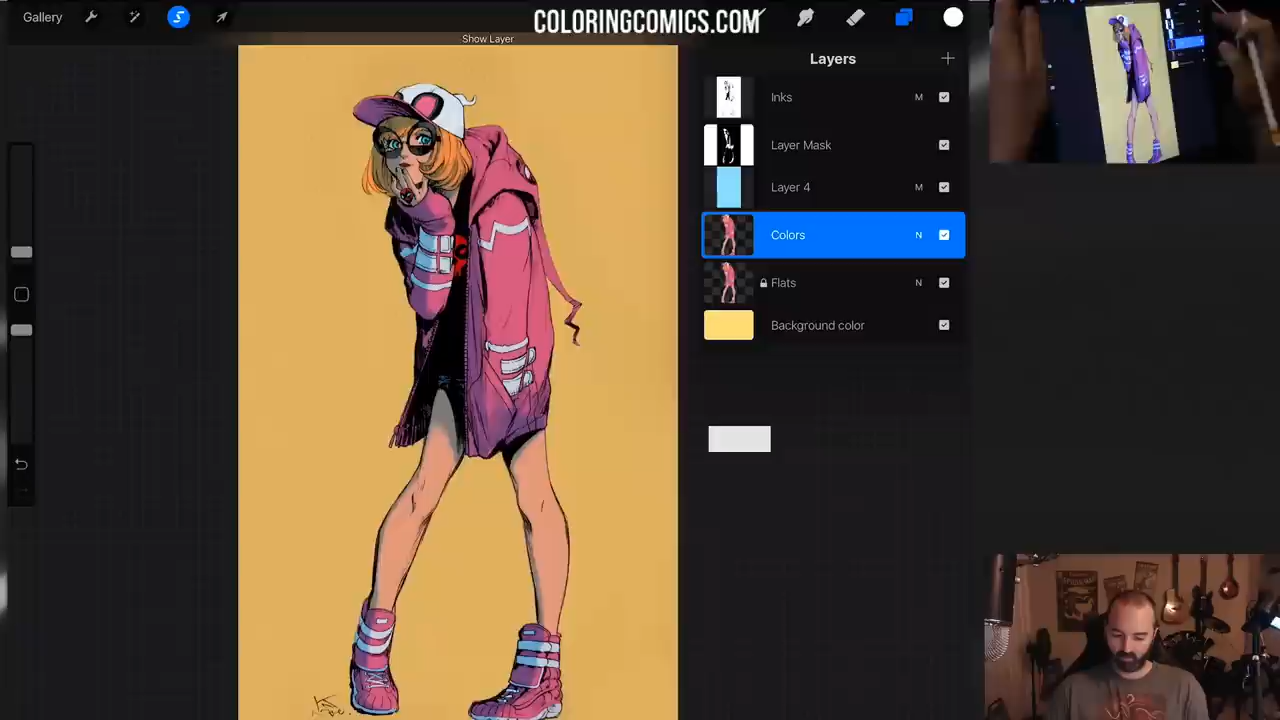 Gallery
COLORINGCOMICS.COM
Show Layer
Layers
Inks M
Layer Mask
Layer 4 M
Colors N
Flats N
Background color